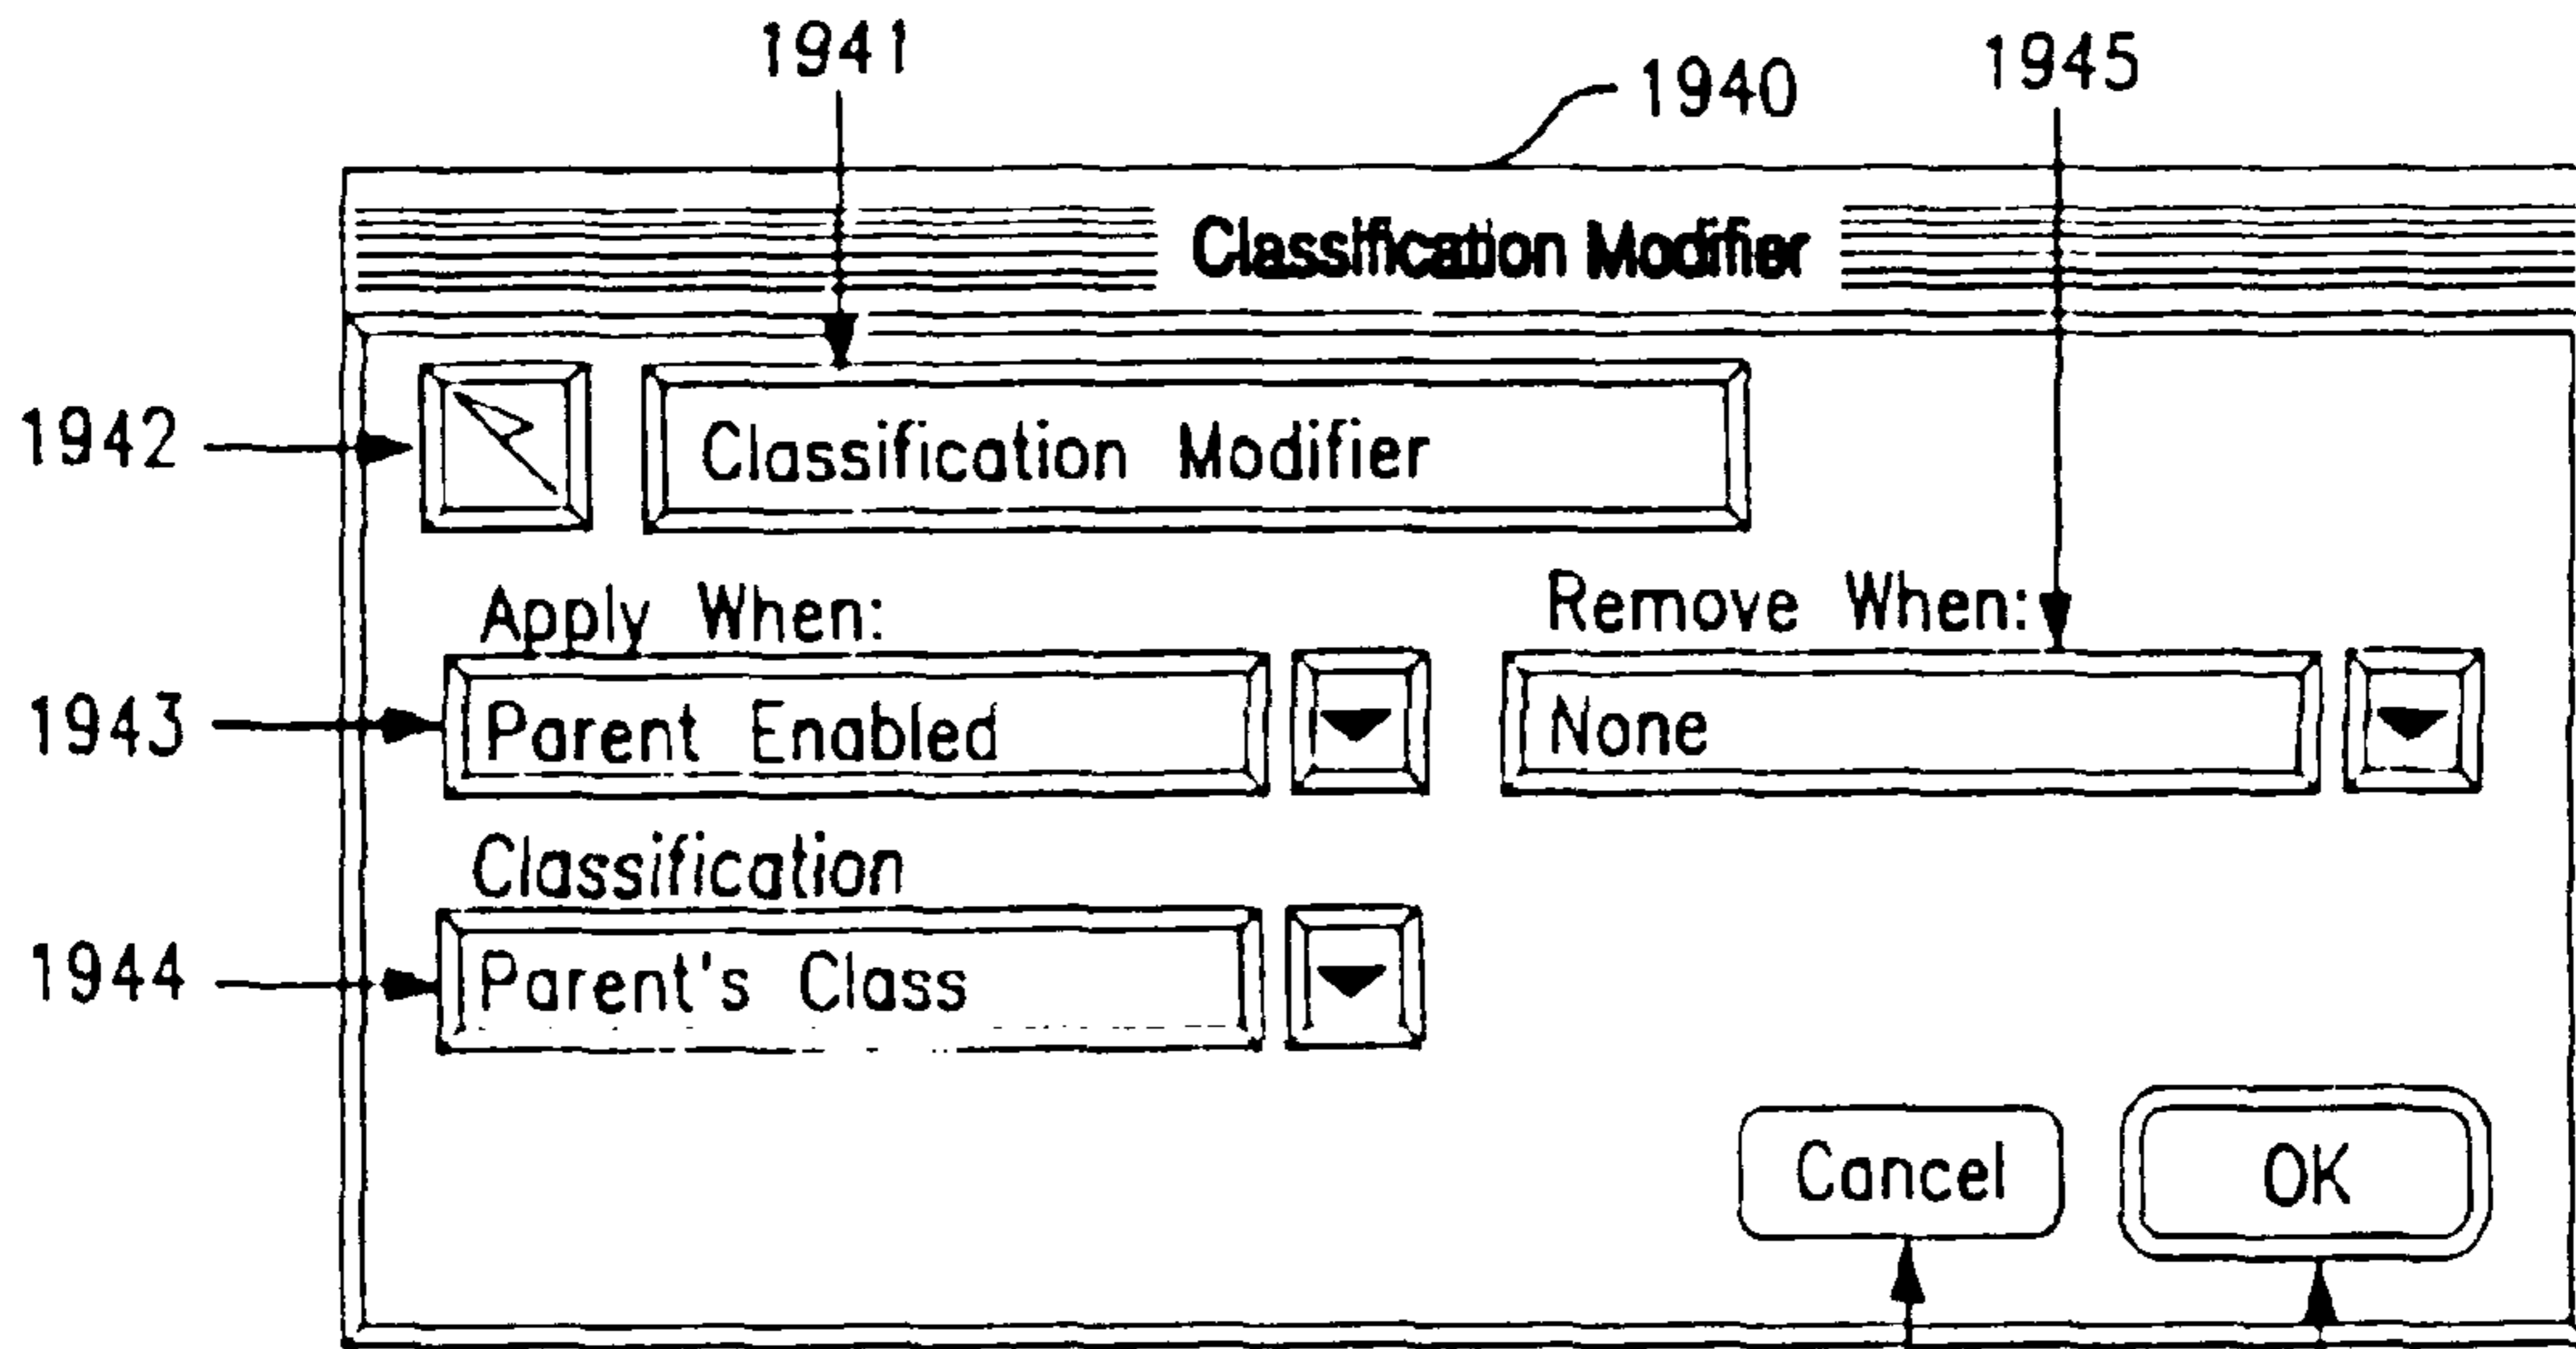 1941
1940
1945
Classification Modifier
1942
Classification Modifier
Apply When:
Remove When:
1943
Parent Enabled
None
Classification
1944
Parent's Class
Cancel
OK